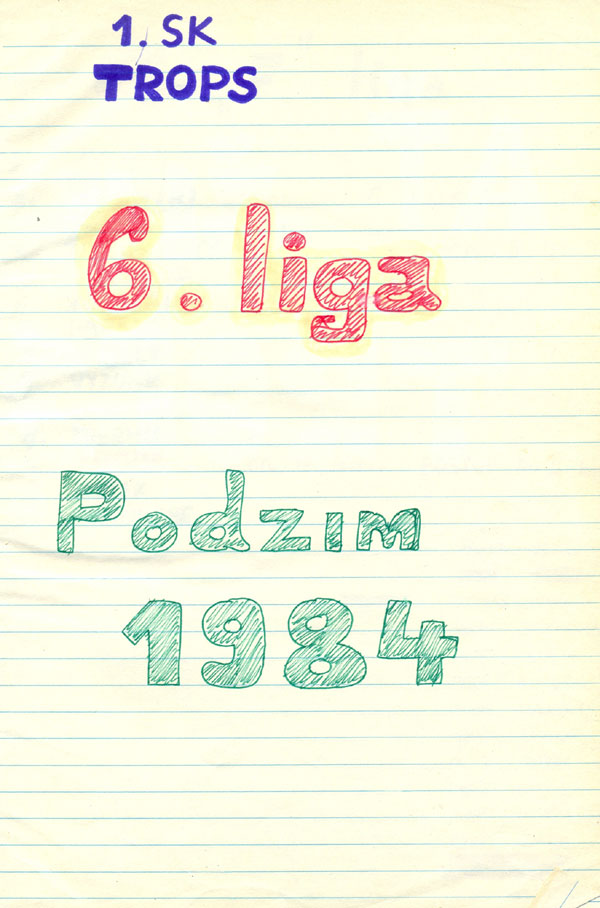 1. SK
TROPS
6. liga
Podzim
1984